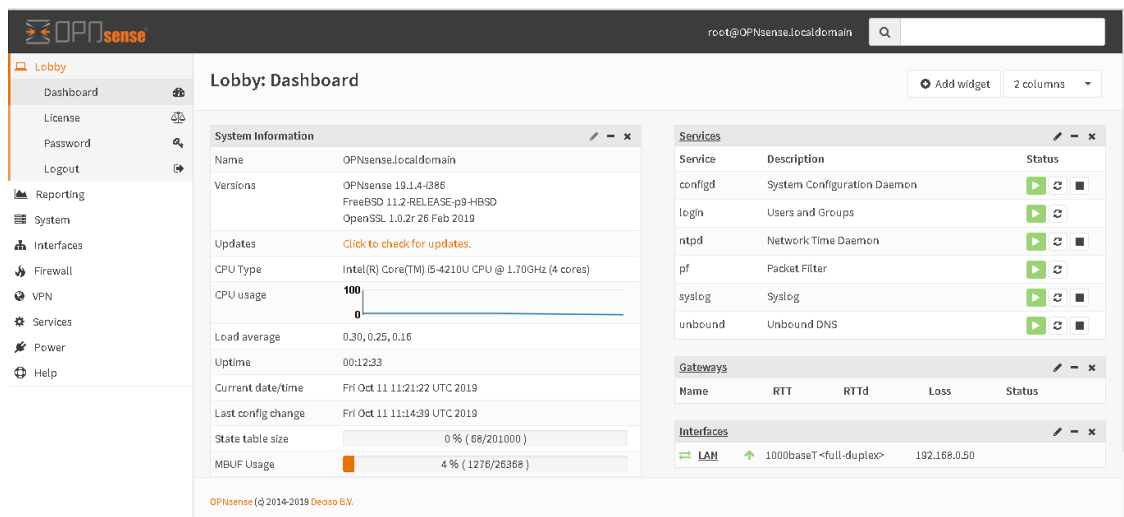 OPNsense
root@OPNsense.localdomain
Lobby
Dashboard
License
Password
Logout
Reporting
System
Interfaces
Firewall
VPN
Services
Power
Help
Lobby: Dashboard
Add widget
2 columns
System Information
Name OPNsense.localdomain
Versions OPNsense 19.1.4-i386
FreeBSD 11.2-RELEASE-p9-HBSD
OpenSSL 1.0.2r 26 Feb 2019
Updates Click to check for updates.
CPU Type Intel(R) Core(TM) i5-4210U CPU @ 1.70GHz (4 cores)
CPU usage 100
0
Load average 0.30, 0.25, 0.16
Uptime 00:12:33
Current date/time Fri Oct 11 11:21:22 UTC 2019
Last config change Fri Oct 11 11:14:39 UTC 2019
State table size 0 % ( 68/201000 )
MBUF Usage 4 % ( 1276/26368 )
Services
Service Description Status
configd System Configuration Daemon
login Users and Groups
ntpd Network Time Daemon
pf Packet Filter
syslog Syslog
unbound Unbound DNS
Gateways
Name RTT RTTd Loss Status
Interfaces
LAN 1000baseT <full-duplex> 192.168.0.50
OPNsense (c) 2014-2019 Deciso B.V.